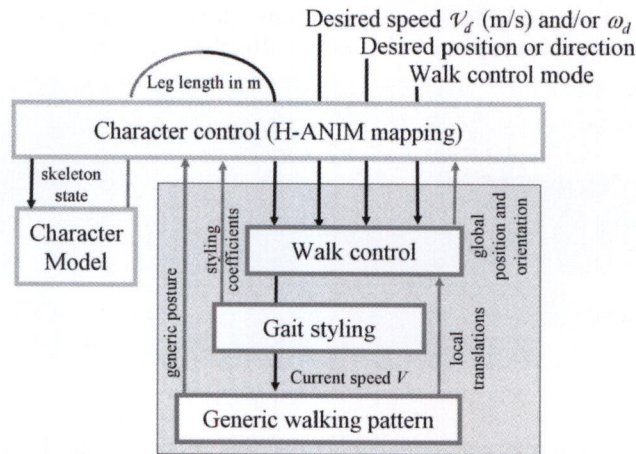 Desired speed 𝒱d (m/s) and/or ωd
Desired position or direction
Walk control mode
Leg length in m
Character control (H-ANIM mapping)
skeleton
state
Character
Model
generic posture
styling
coefficients
Walk control
global
position and
orientation
Gait styling
local
translations
Current speed V
Generic walking pattern